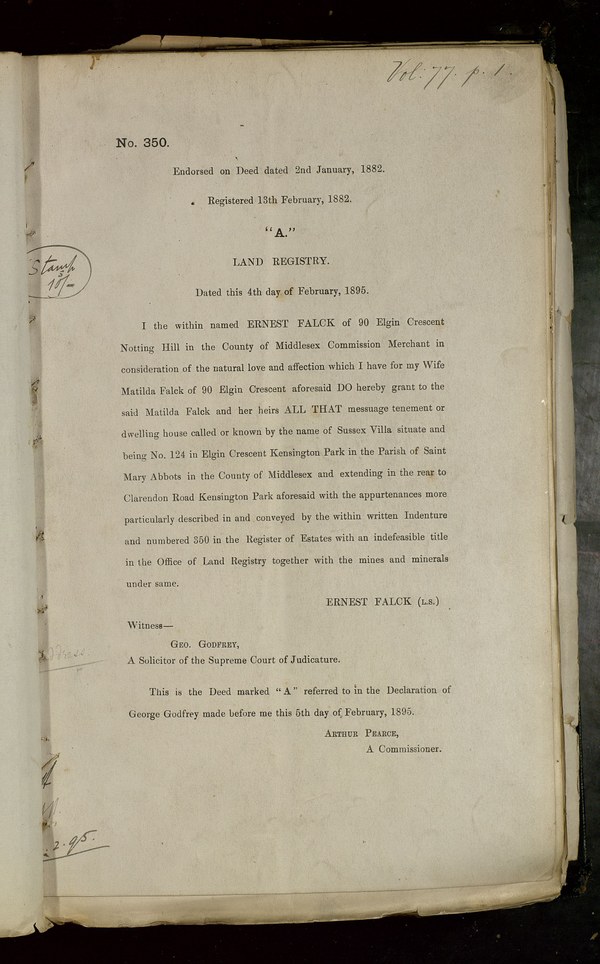 Vol. 77. p. 1.
No. 350.
Endorsed on Deed dated 2nd January, 1882.
Registered 13th February, 1882.
"A."
LAND REGISTRY.
Stamp
10/-
Dated this 4th day of February, 1895.
I the within named ERNEST FALCK of 90 Elgin Crescent
Notting Hill in the County of Middlesex Commission Merchant in
consideration of the natural love and affection which I have for my Wife
Matilda Falck of 90 Elgin Crescent aforesaid DO hereby grant to the
said Matilda Falck and her heirs ALL THAT messuage tenement or
dwelling house called or known by the name of Sussex Villa situate and
being No. 124 in Elgin Crescent Kensington Park in the Parish of Saint
Mary Abbots in the County of Middlesex and extending in the rear to
Clarendon Road Kensington Park aforesaid with the appurtenances more
particularly described in and conveyed by the within written Indenture
and numbered 350 in the Register of Estates with an indefeasible title
in the Office of Land Registry together with the mines and minerals
under same.
ERNEST FALCK (L.S.)
Witness—
GEO. GODFREY,
A Solicitor of the Supreme Court of Judicature.
This is the Deed marked "A" referred to in the Declaration of
George Godfrey made before me this 5th day of February, 1895.
ARTHUR PEARCE,
A Commissioner.
2.95.